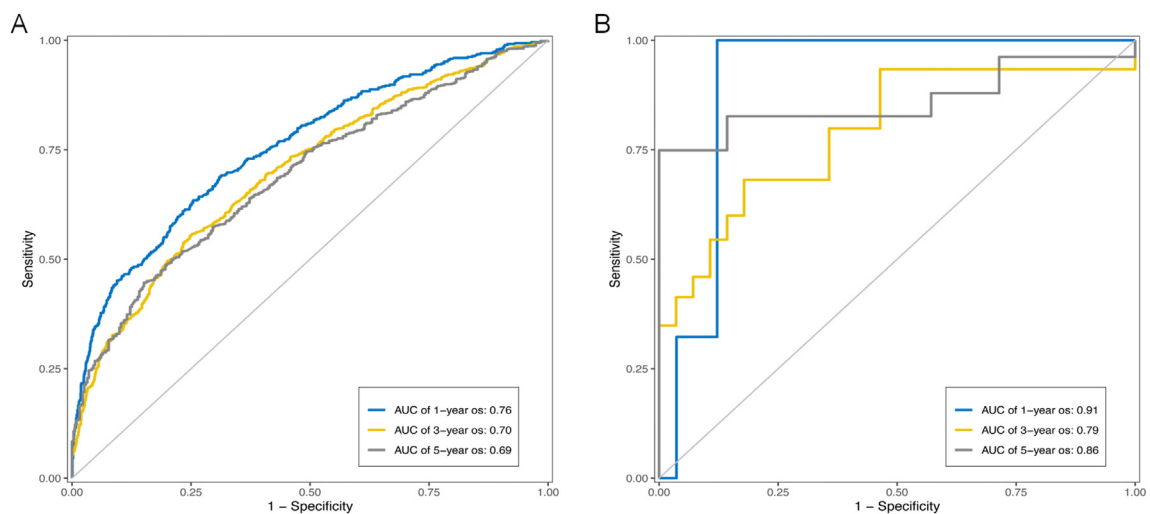 A
1.00
0.75
0.50
0.25
0.00
Sensitivity
AUC of 1-year os: 0.76
AUC of 3-year os: 0.70
AUC of 5-year os: 0.69
0.00 0.25 0.50 0.75 1.00
1 − Specificity
B
1.00
0.75
0.50
0.25
0.00
Sensitivity
AUC of 1-year os: 0.91
AUC of 3-year os: 0.79
AUC of 5-year os: 0.86
0.00 0.25 0.50 0.75 1.00
1 − Specificity